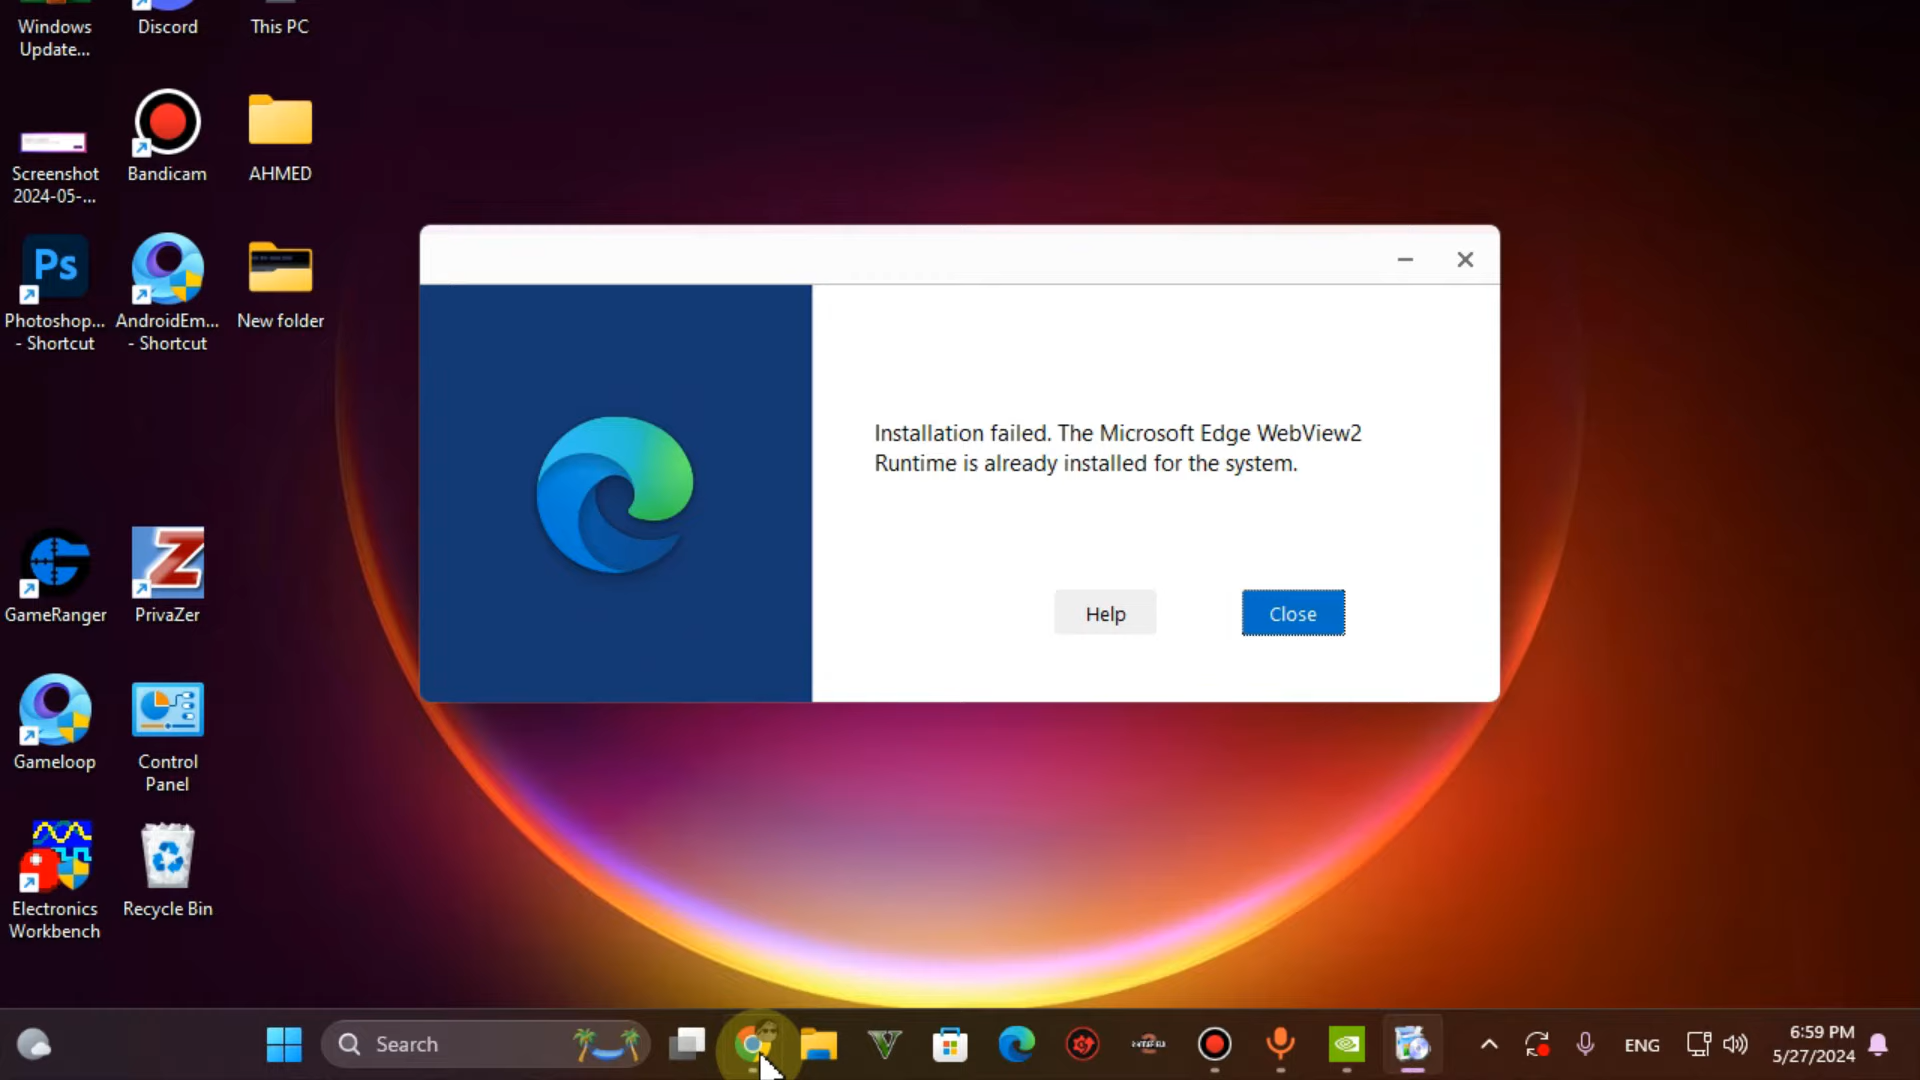 Windows
Update...
Discord
This PC
Screenshot
2024-05-...
Bandicam
AHMED
Ps
Photoshop...
- Shortcut
AndroidEm...
- Shortcut
New folder
Installation failed. The Microsoft Edge WebView2
Runtime is already installed for the system.
Help
Close
GameRanger
Z
PrivaZer
Gameloop
Control
Panel
Electronics
Workbench
Recycle Bin
Search
V
ENG
6:59 PM
5/27/2024